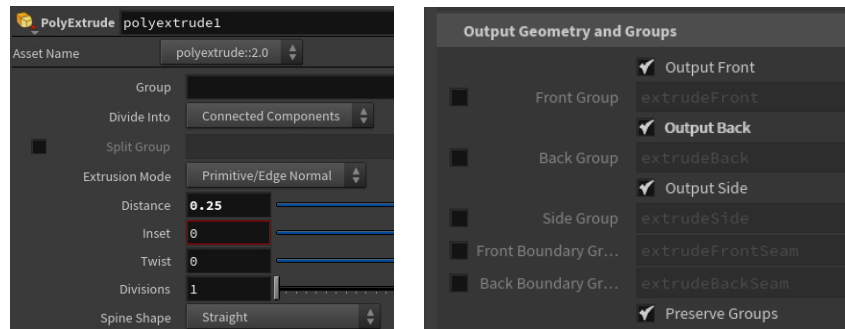 PolyExtrude polyextrude1
Asset Name polyextrude::2.0
Group
Divide Into Connected Components
Split Group
Extrusion Mode Primitive/Edge Normal
Distance 0.25
Inset 0
Twist 0
Divisions 1
Spine Shape Straight
Output Geometry and Groups
Output Front
Front Group extrudeFront
Output Back
Back Group extrudeBack
Output Side
Side Group extrudeSide
Front Boundary Gr... extrudeFrontSeam
Back Boundary Gr... extrudeBackSeam
Preserve Groups